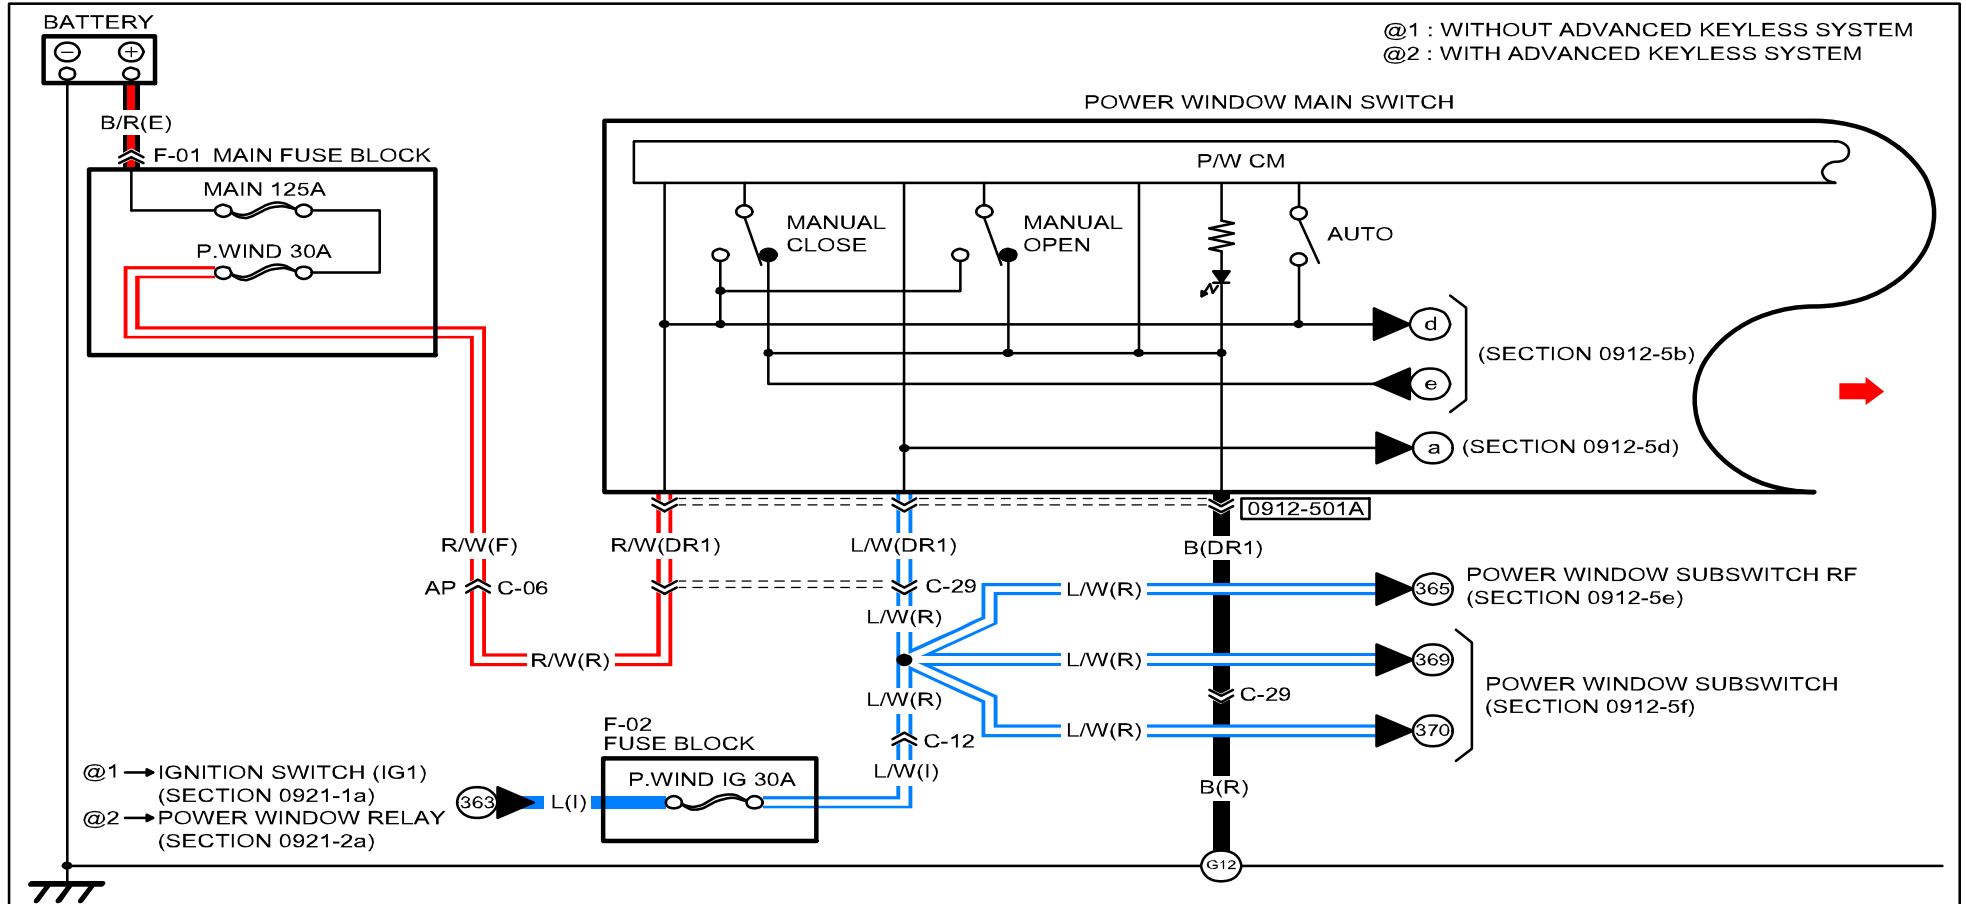 BATTERY
@1 : WITHOUT ADVANCED KEYLESS SYSTEM
@2 : WITH ADVANCED KEYLESS SYSTEM
− +
POWER WINDOW MAIN SWITCH
B/R(E)
F-01 MAIN FUSE BLOCK
P/W CM
MAIN 125A
MANUAL
CLOSE
MANUAL
OPEN
AUTO
P.WIND 30A
d
(SECTION 0912-5b)
e
a
(SECTION 0912-5d)
0912-501A
R/W(F)
R/W(DR1)
L/W(DR1)
B(DR1)
AP
C-06
C-29
L/W(R)
365
POWER WINDOW SUBSWITCH RF
(SECTION 0912-5e)
L/W(R)
R/W(R)
L/W(R)
369
L/W(R)
C-29
POWER WINDOW SUBSWITCH
(SECTION 0912-5f)
L/W(R)
370
F-02
FUSE BLOCK
C-12
L/W(I)
P.WIND IG 30A
@1 IGNITION SWITCH (IG1)
(SECTION 0921-1a)
@2 POWER WINDOW RELAY
(SECTION 0921-2a)
363
L(I)
B(R)
G12